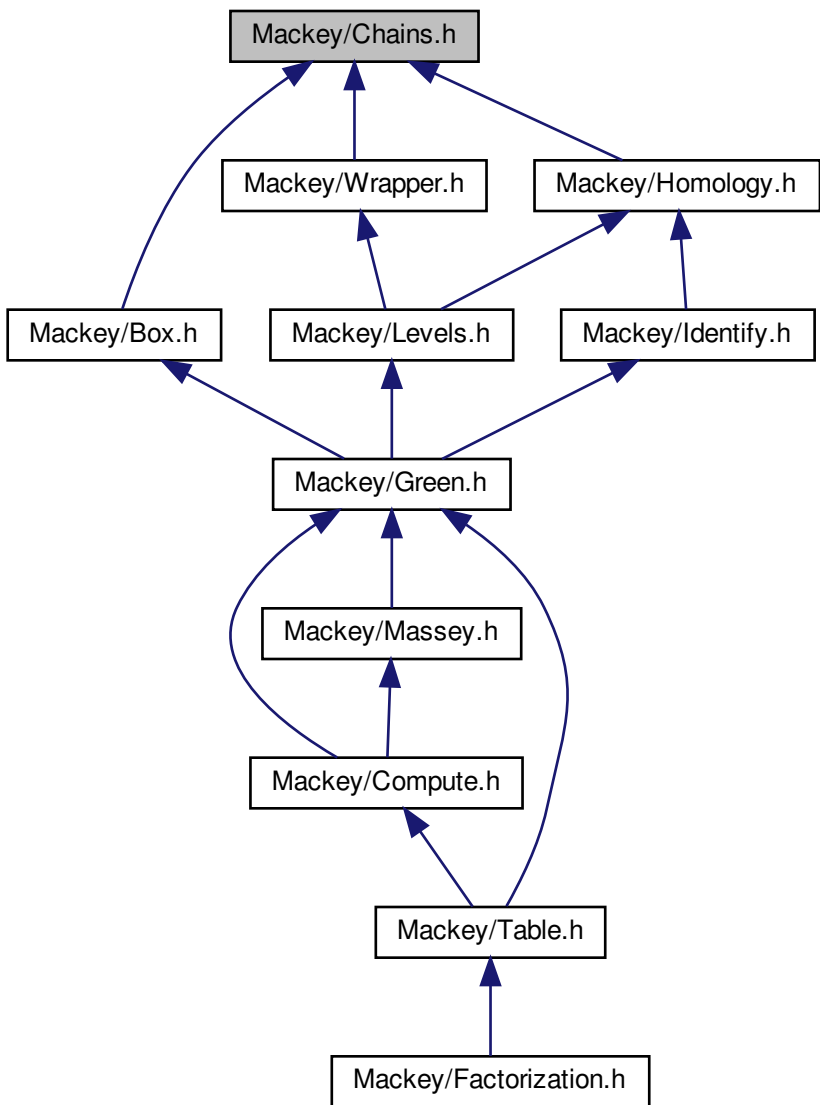 Mackey/Chains.h
Mackey/Wrapper.h
Mackey/Homology.h
Mackey/Box.h
Mackey/Levels.h
Mackey/Identify.h
Mackey/Green.h
Mackey/Massey.h
Mackey/Compute.h
Mackey/Table.h
Mackey/Factorization.h